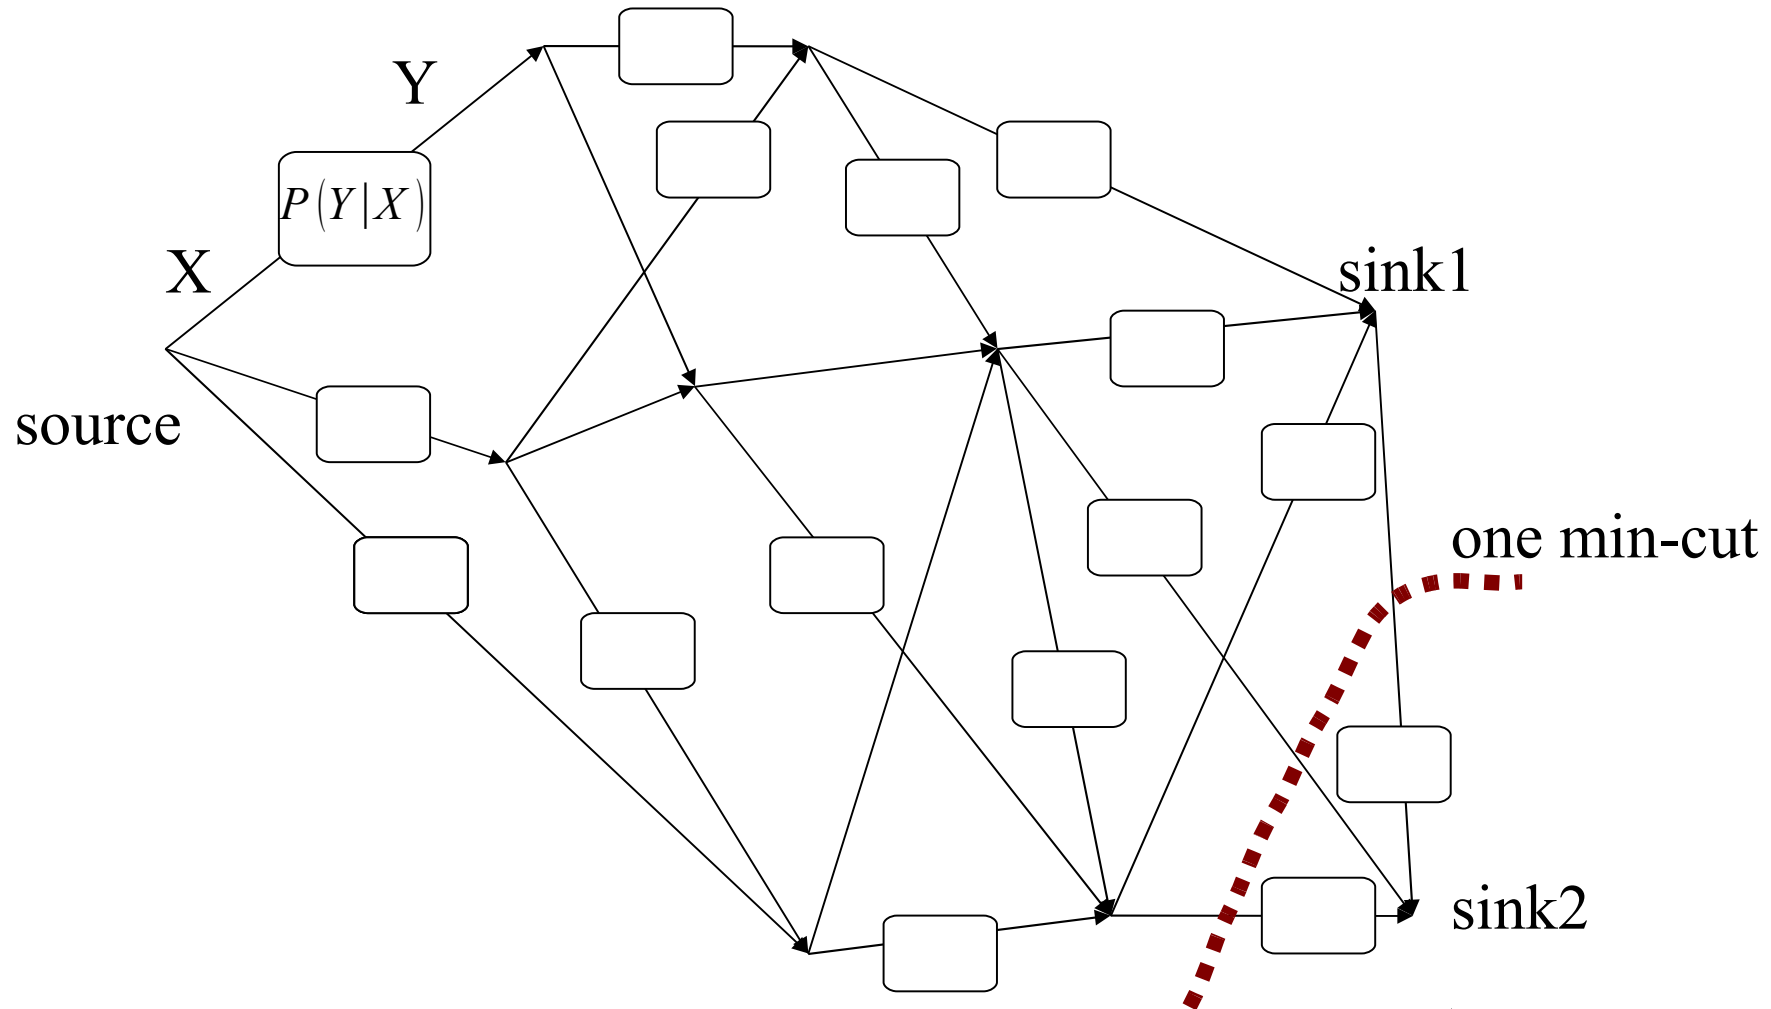 Y
P(Y|X)
X
sink1
source
one min-cut
sink2